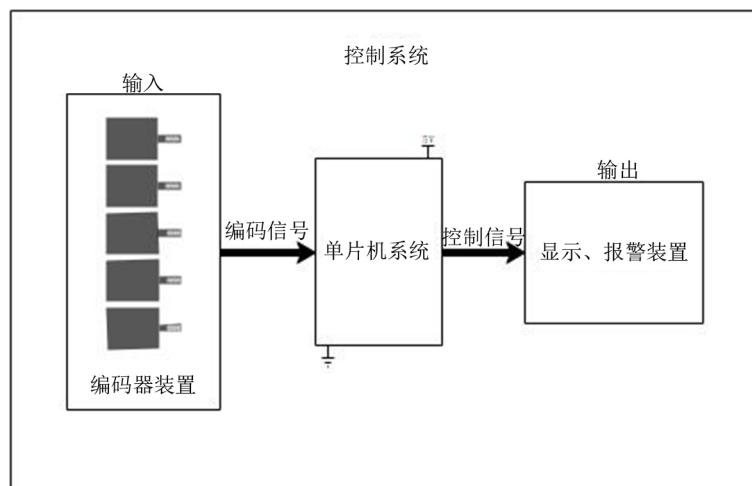 控制系统
输入
5V
输出
编码信号
单片机系统
控制信号
显示、报警装置
编码器装置